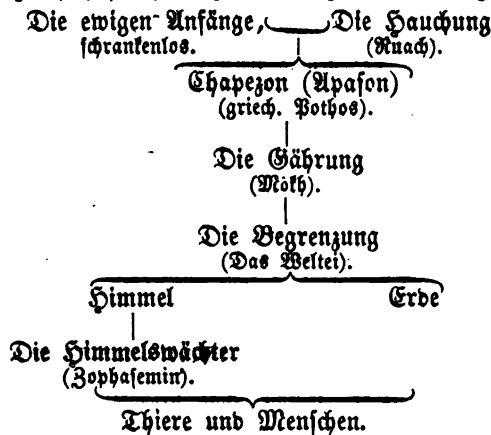 Die ewigen Anfänge, Die Hauchung
schrankenlos. (Ruach).
Chapezon (Apason)
(griech. Pothos).
Die Gährung
(Mökh).
Die Begrenzung
(Das Weltei).
Himmel Erde
Die Himmelswächter
(Zophasemin).
Thiere und Menschen.